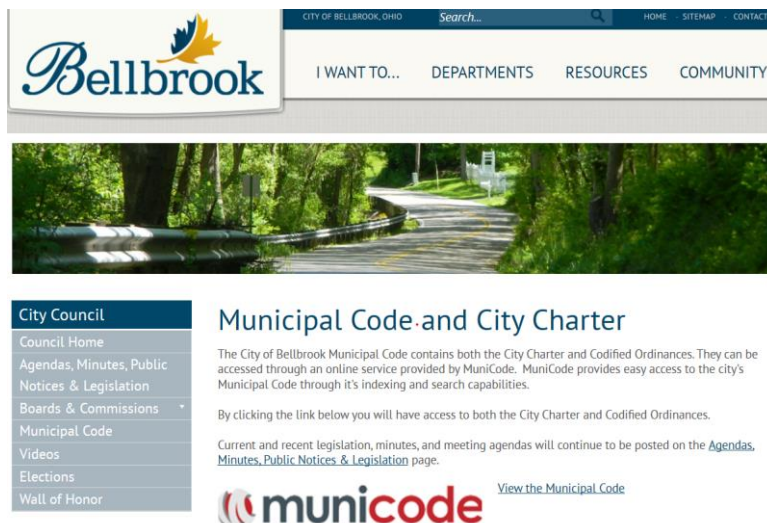 CITY OF BELLBROOK, OHIO
Search...
HOME · SITEMAP · CONTACT
Bellbrook
I WANT TO...
DEPARTMENTS
RESOURCES
COMMUNITY
City Council
Council Home
Agendas, Minutes, Public
Notices & Legislation
Boards & Commissions
Municipal Code
Videos
Elections
Wall of Honor
Municipal Code and City Charter
The City of Bellbrook Municipal Code contains both the City Charter and Codified Ordinances. They can be
accessed through an online service provided by MuniCode. MuniCode provides easy access to the city's
Municipal Code through it's indexing and search capabilities.
By clicking the link below you will have access to both the City Charter and Codified Ordinances.
Current and recent legislation, minutes, and meeting agendas will continue to be posted on the Agendas,
Minutes, Public Notices & Legislation page.
municode
View the Municipal Code